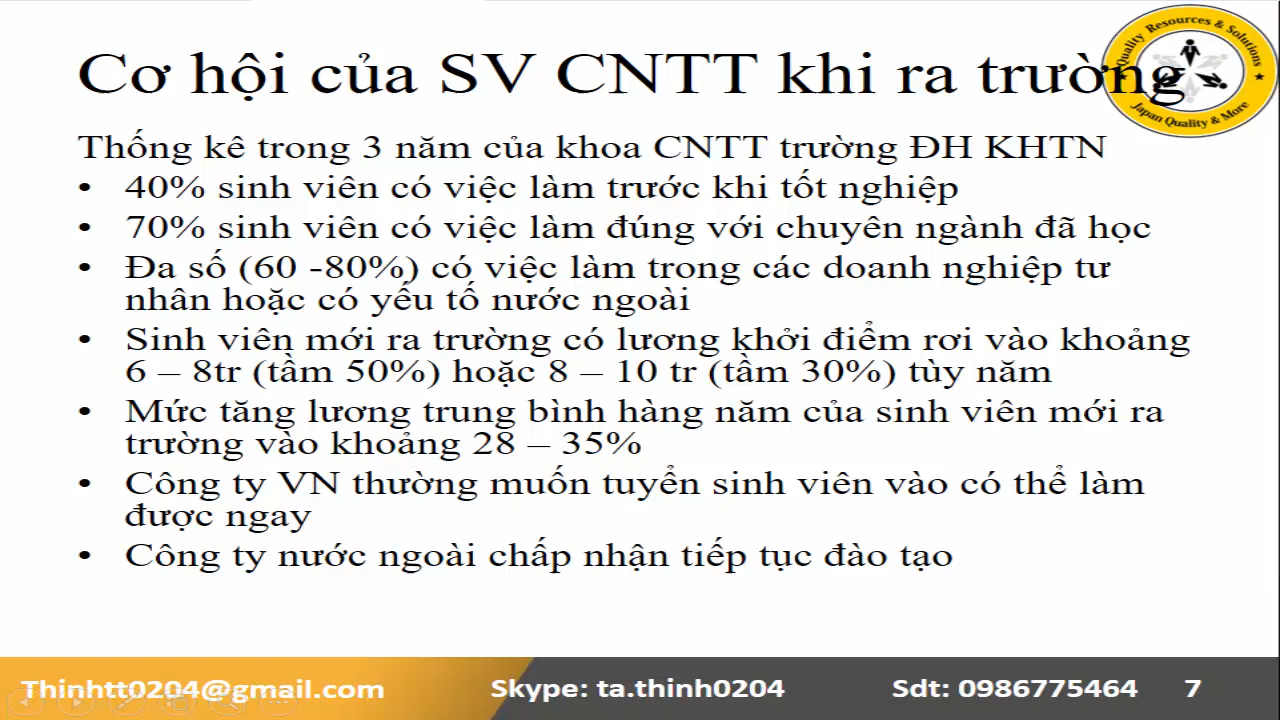 Cơ hội của SV CNTT khi ra trường
Quality Resources & Solutions
Japan Quality & More
Thống kê trong 3 năm của khoa CNTT trường ĐH KHTN
• 40% sinh viên có việc làm trước khi tốt nghiệp
• 70% sinh viên có việc làm đúng với chuyên ngành đã học
• Đa số (60 -80%) có việc làm trong các doanh nghiệp tư
nhân hoặc có yếu tố nước ngoài
• Sinh viên mới ra trường có lương khởi điểm rơi vào khoảng
6 – 8tr (tầm 50%) hoặc 8 – 10 tr (tầm 30%) tùy năm
• Mức tăng lương trung bình hàng năm của sinh viên mới ra
trường vào khoảng 28 – 35%
• Công ty VN thường muốn tuyển sinh viên vào có thể làm
được ngay
• Công ty nước ngoài chấp nhận tiếp tục đào tạo
Thinhtt0204@gmail.com
Skype: ta.thinh0204
Sdt: 0986775464
7